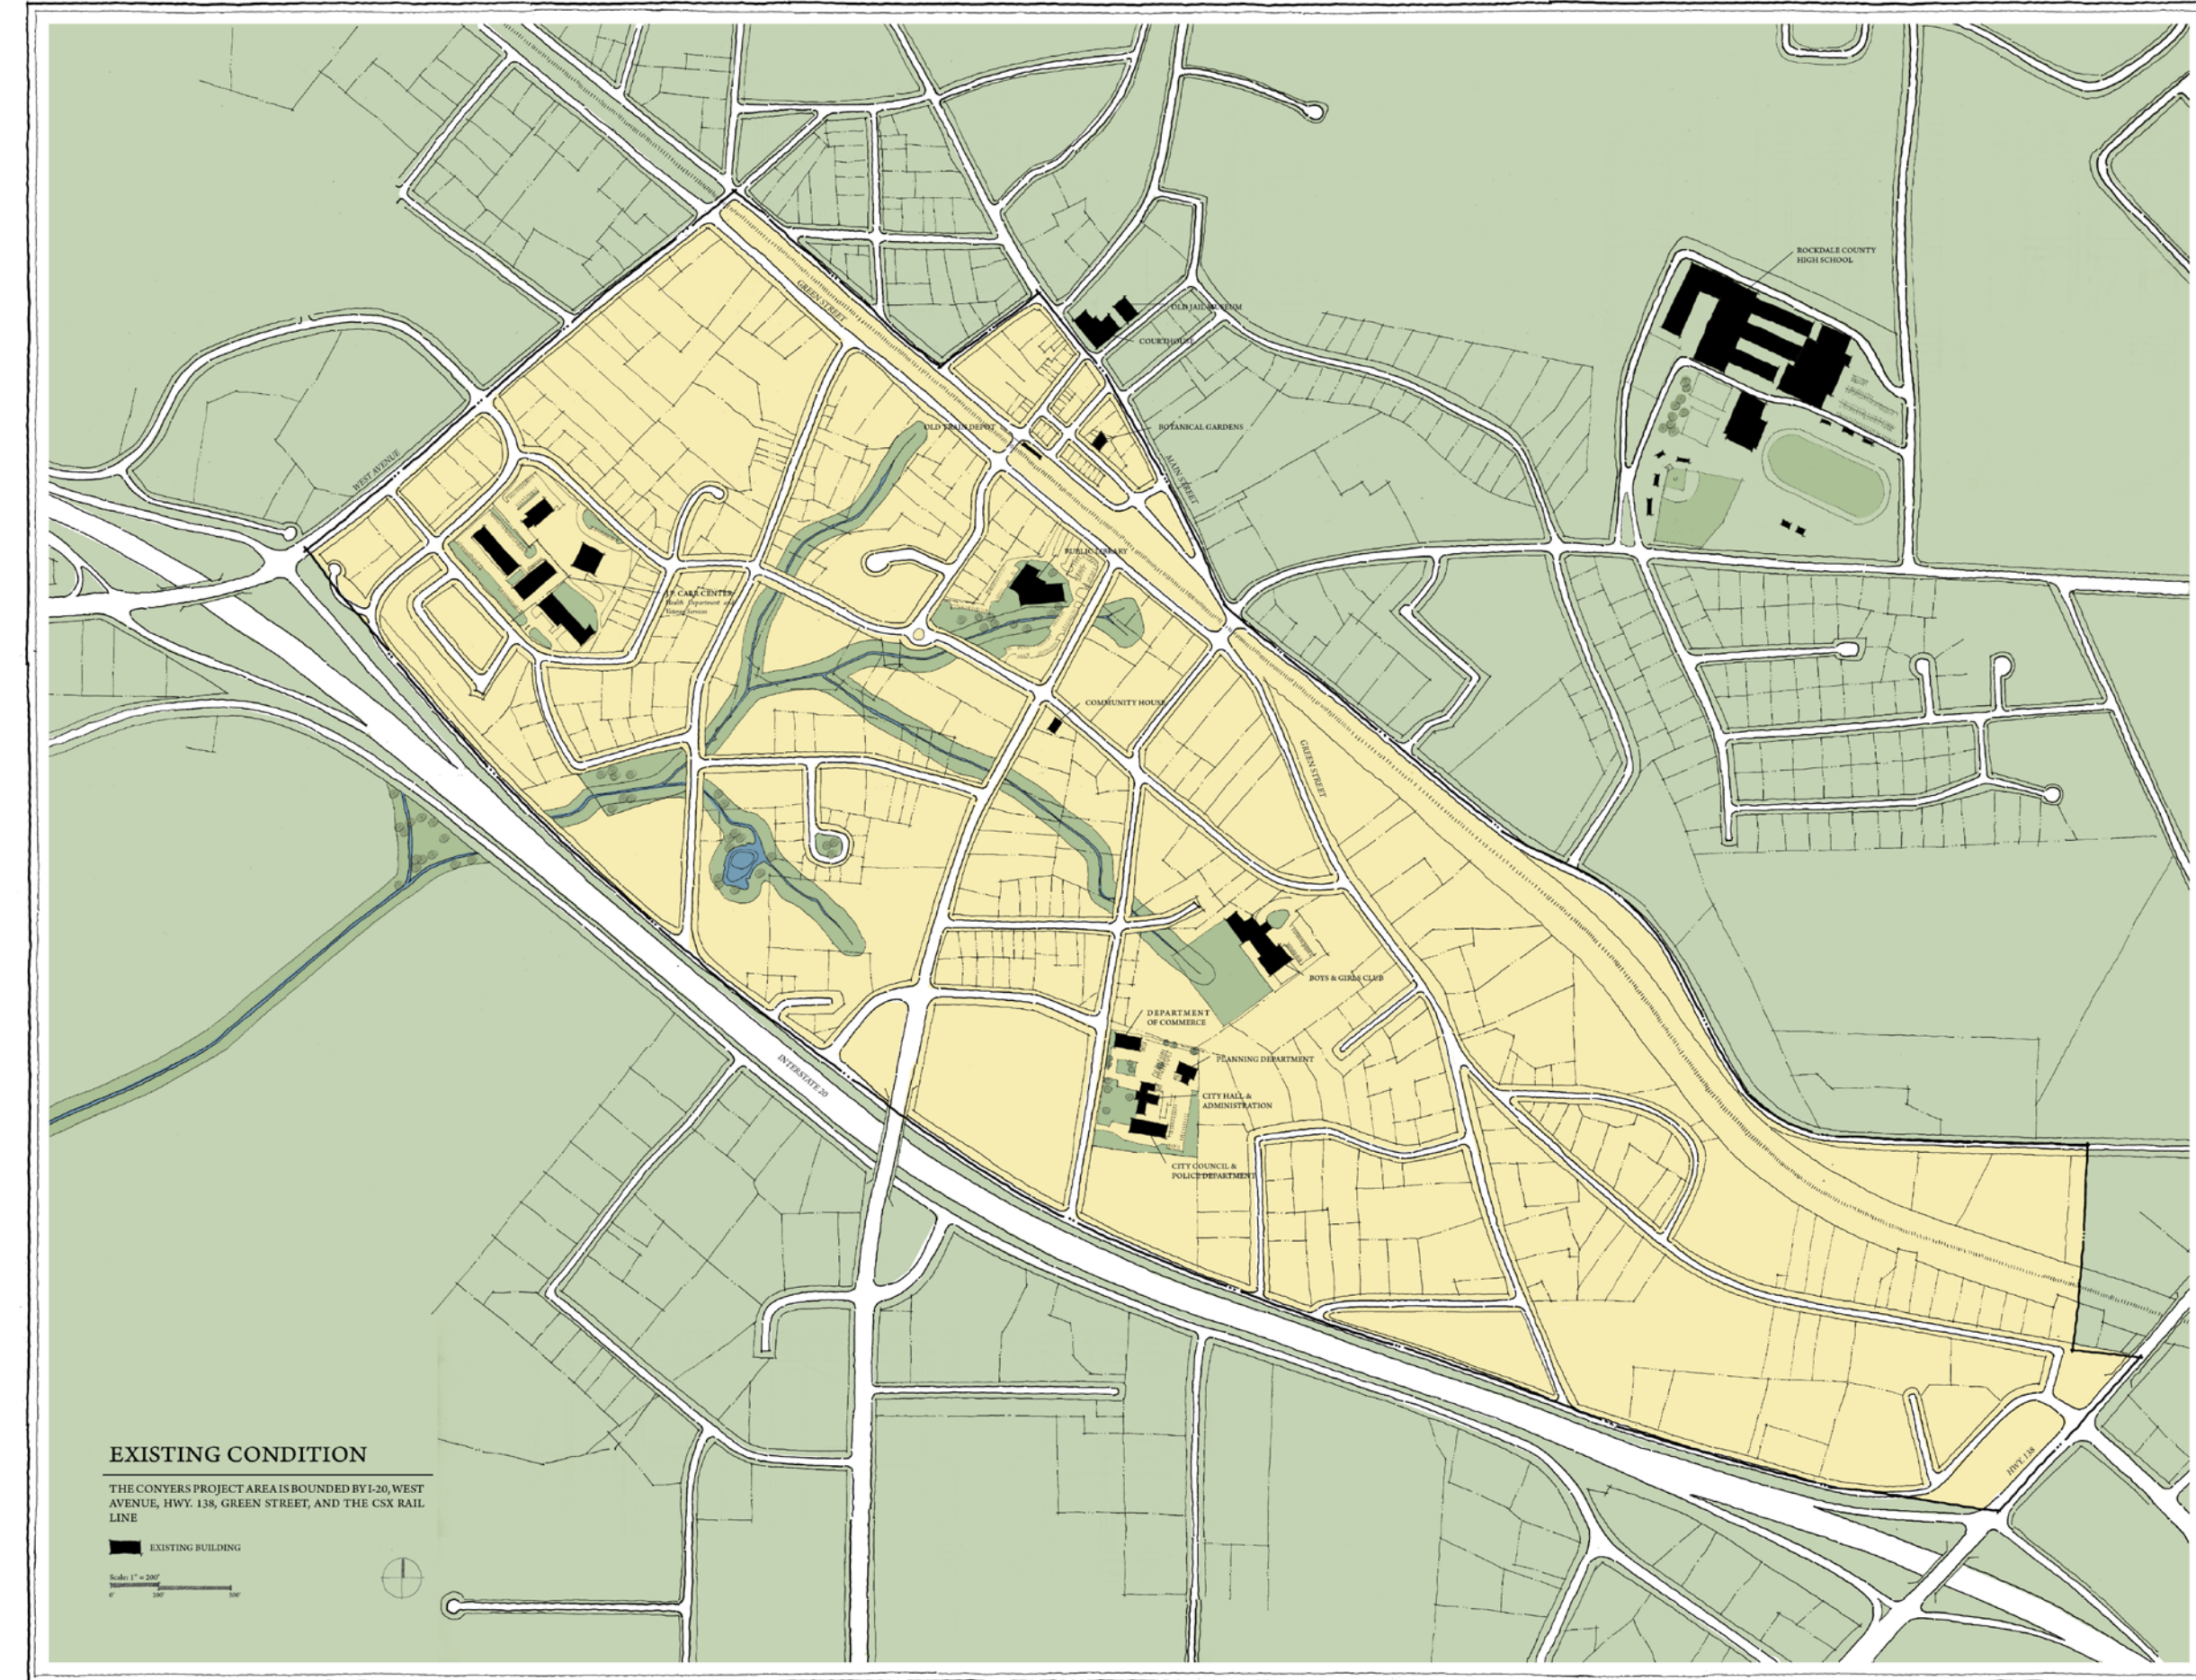 ROCKDALE COUNTY
HIGH SCHOOL
OLD JAIL MUSEUM
GREEN STREET
COURTHOUSE
OLD TRAIN DEPOT
BOTANICAL GARDENS
WEST AVENUE
MAIN STREET
PUBLIC LIBRARY
J.P. CARR CENTER
Health Department and
Services
COMMUNITY HOUSE
GREEN STREET
BOYS & GIRLS CLUB
DEPARTMENT
OF COMMERCE
PLANNING DEPARTMENT
INTERSTATE 20
CITY HALL &
ADMINISTRATION
CITY COUNCIL &
POLICE DEPARTMENT
HWY. 138
EXISTING CONDITION
THE CONYERS PROJECT AREA IS BOUNDED BY I-20, WEST
AVENUE, HWY. 138, GREEN STREET, AND THE CSX RAIL
LINE
EXISTING BUILDING
Scale: 1" = 200'
0' 200' 500'